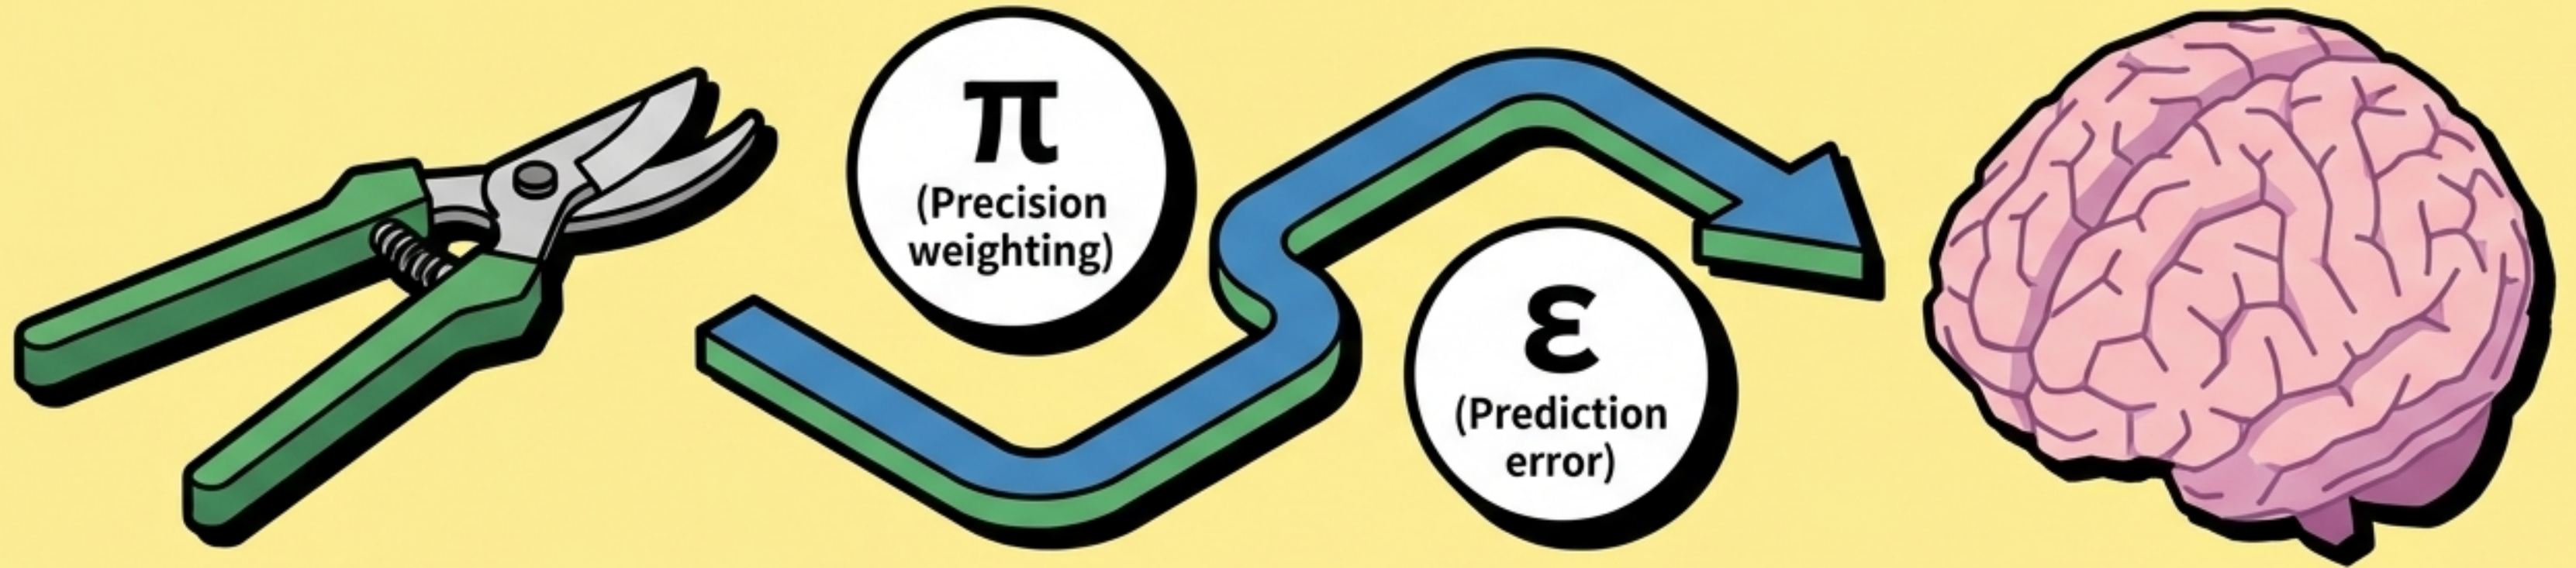 π
(Precision
weighting)
ε
(Prediction
error)